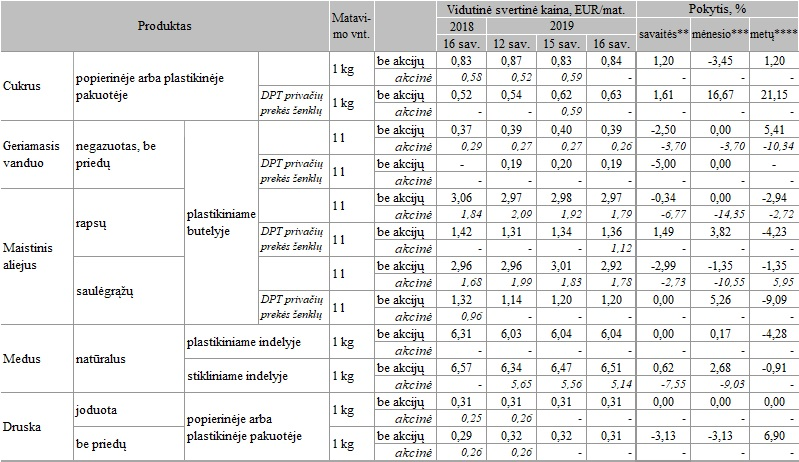 Produktas Matavi- mo vnt. Vidutinė svertinė kaina, EUR/mat. Pokytis, %
2018 2019 savaitės** mėnesio*** metų****
16 sav. 12 sav. 15 sav. 16 sav.
Cukrus popierinėje arba plastikinėje pakuotėje 1 kg be akcijų 0,83 0,87 0,83 0,84 1,20 -3,45 1,20
akcinė 0,58 0,52 0,59 - - - -
DPT privačių prekės ženklų 1 kg be akcijų 0,52 0,54 0,62 0,63 1,61 16,67 21,15
akcinė - - 0,59 - - - -
Geriamasis vanduo negazuotas, be priedų plastikiniame butelyje 1 l be akcijų 0,37 0,39 0,40 0,39 -2,50 0,00 5,41
akcinė 0,29 0,27 0,27 0,26 -3,70 -3,70 -10,34
DPT privačių prekės ženklų 1 l be akcijų - 0,19 0,20 0,19 -5,00 0,00 -
akcinė - - - - - - -
Maistinis aliejus rapsų 1 l be akcijų 3,06 2,97 2,98 2,97 -0,34 0,00 -2,94
akcinė 1,84 2,09 1,92 1,79 -6,77 -14,35 -2,72
DPT privačių prekės ženklų 1 l be akcijų 1,42 1,31 1,34 1,36 1,49 3,82 -4,23
akcinė - - - 1,12 - - -
saulėgrąžų 1 l be akcijų 2,96 2,96 3,01 2,92 -2,99 -1,35 -1,35
akcinė 1,68 1,99 1,83 1,78 -2,73 -10,55 5,95
DPT privačių prekės ženklų 1 l be akcijų 1,32 1,14 1,20 1,20 0,00 5,26 -9,09
akcinė 0,96 - - - - - -
Medus natūralus plastikiniame indelyje 1 kg be akcijų 6,31 6,03 6,04 6,04 0,00 0,17 -4,28
akcinė - - - - - - -
stikliniame indelyje 1 kg be akcijų 6,57 6,34 6,47 6,51 0,62 2,68 -0,91
akcinė - 5,65 5,56 5,14 -7,55 -9,03 -
Druska joduota popierinėje arba plastikinėje pakuotėje 1 kg be akcijų 0,31 0,31 0,31 0,31 0,00 0,00 0,00
akcinė 0,25 0,26 - - - - -
be priedų 1 kg be akcijų 0,29 0,32 0,32 0,31 -3,13 -3,13 6,90
akcinė 0,26 0,26 - - - - -